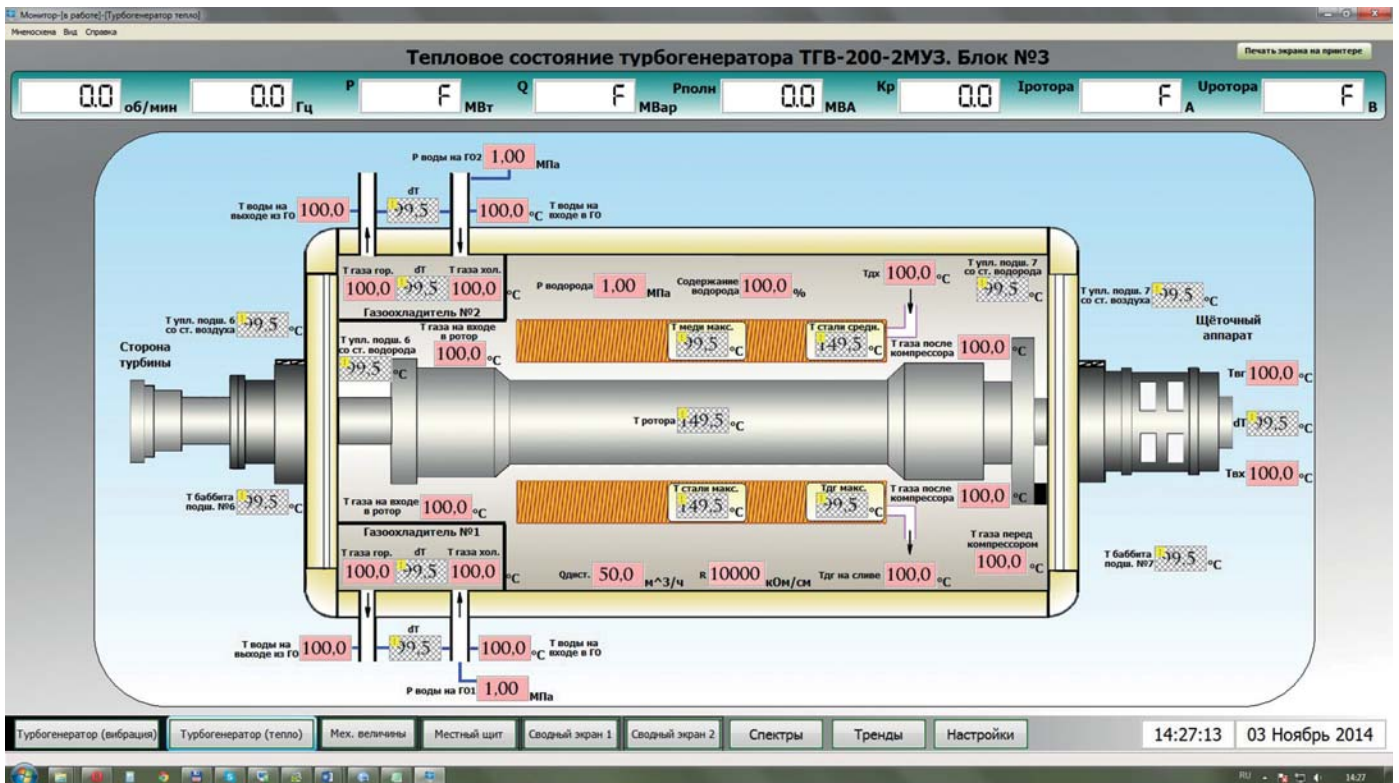 Монитор-[в работе]-[Турбогенератор тепло]
Мнемосхема Вид Справка
Тепловое состояние турбогенератора ТГВ-200-2МУ3. Блок №3
Печать экрана на принтере
0.0 об/мин 0.0 Гц P F МВт Q F МВар Pполн 0.0 МВА Кр 0.0 Iротора F А Uротора F В
P воды на ГО2 1,00 МПа
dT
Т воды на выходе из ГО 100,0 99,5 100,0 °C Т воды на входе в ГО
Т газа гор. dT Т газа хол.
100,0 99,5 100,0 °C
Газоохладитель №2
P водорода 1,00 МПа
Содержание водорода 100,0 %
Тдх 100,0 °C
Т упл. подш. 7
со ст. водорода
99,5 °C
Т упл. подш. 7
со ст. воздуха 99,5 °C
Т упл. подш. 6
со ст. воздуха 99,5 °C
Т газа на входе
в ротор
100,0 °C
Т упл. подш. 6
со ст. водорода
99,5 °C
Т меди макс.
99,5 °C
Т стали средн.
149,5 °C
Т газа после
компрессора 100,0 °C
Щёточный
аппарат
Сторона
турбины
Твг 100,0 °C
Т ротора 149,5 °C
dT 99,5 °C
Твх 100,0 °C
Т баббита
подш. №6 99,5 °C
Т газа на входе
в ротор 100,0 °C
Т стали макс.
149,5 °C
Тдг макс.
99,5 °C
Т газа после
компрессора 100,0 °C
Газоохладитель №1
Т газа гор. dT Т газа хол.
100,0 99,5 100,0 °C
Т газа перед
компрессором
100,0 °C
Т баббита
подш. №7 99,5 °C
Qдист. 50,0 м^3/ч
R 10000 кОм/см
Тдг на сливе 100,0 °C
dT
Т воды на выходе из ГО 100,0 99,5 100,0 °C Т воды на входе в ГО
P воды на ГО1 1,00 МПа
Турбогенератор (вибрация) Турбогенератор (тепло) Мех. величины Местный щит Сводный экран 1 Сводный экран 2 Спектры Тренды Настройки 14:27:13 03 Ноябрь 2014
RU 14:27